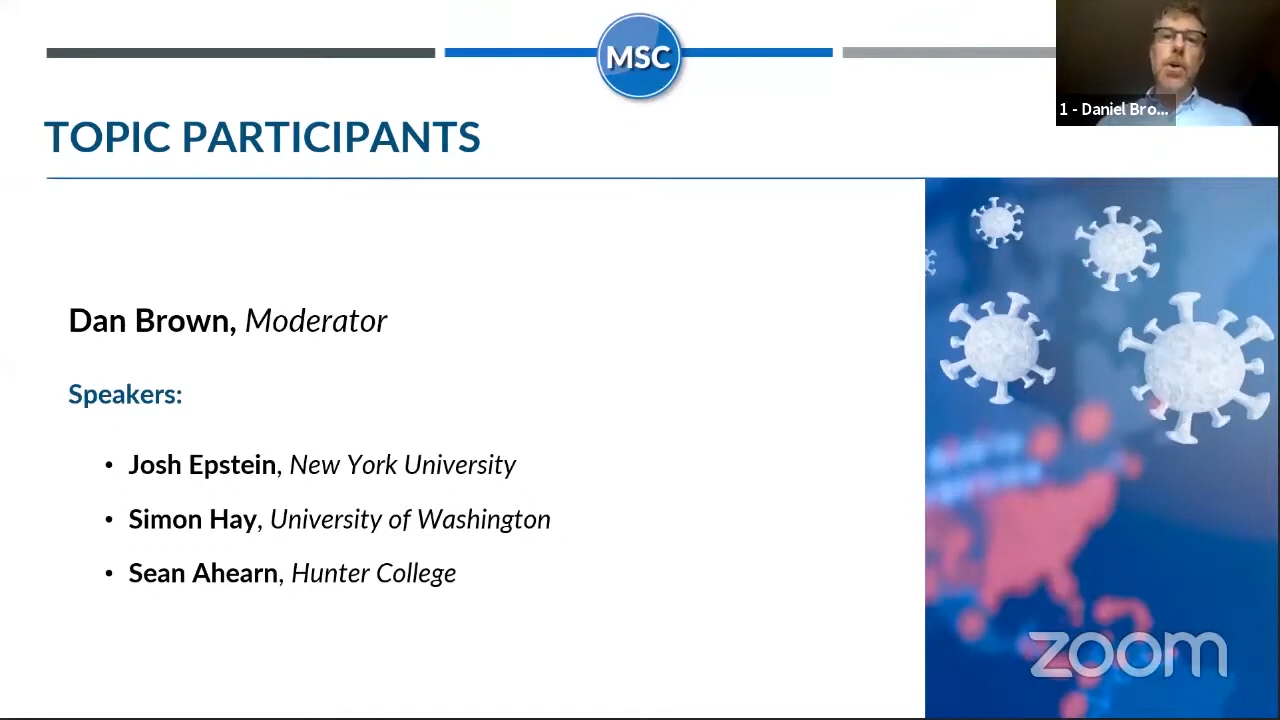 MSC
1 - Daniel Bro...
TOPIC PARTICIPANTS
Dan Brown, Moderator
Speakers:
• Josh Epstein, New York University
• Simon Hay, University of Washington
• Sean Ahearn, Hunter College
zoom